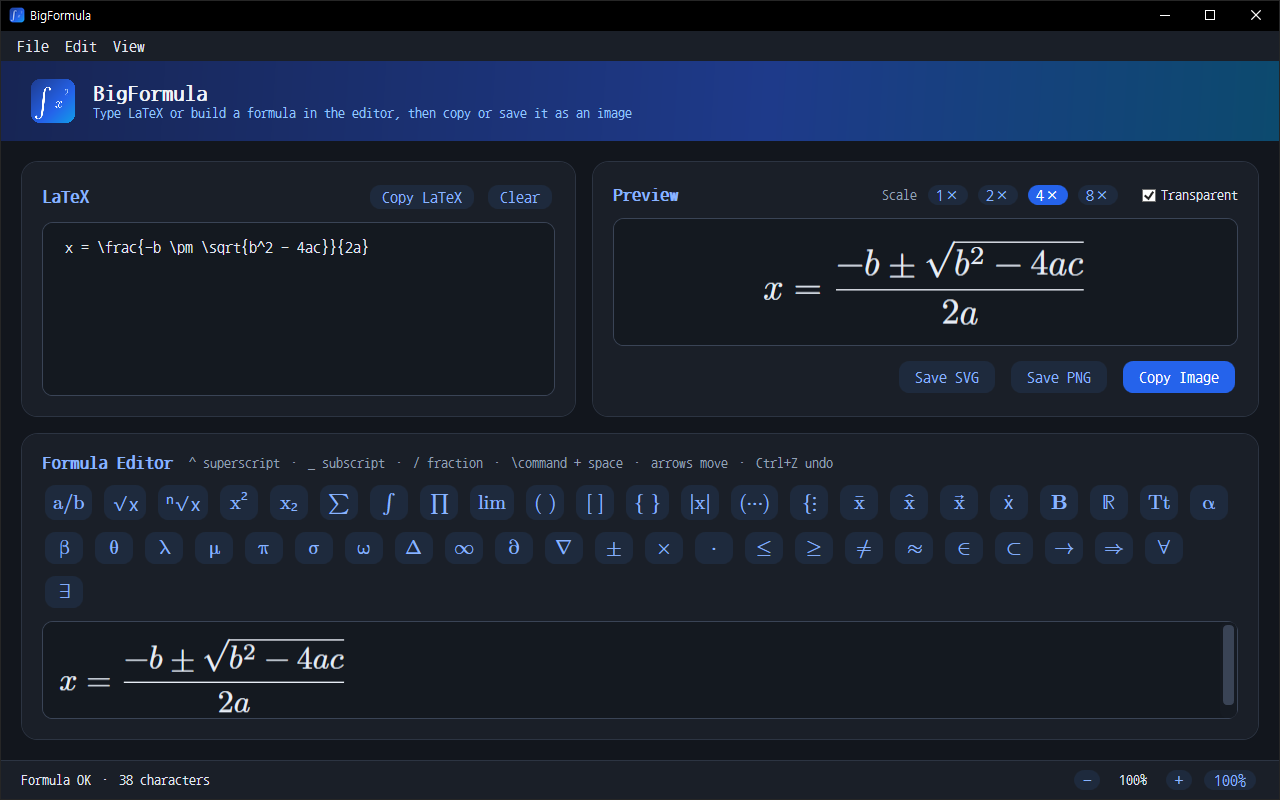 BigFormula
File Edit View
BigFormula
Type LaTeX or build a formula in the editor, then copy or save it as an image
LaTeX Copy LaTeX Clear
x = \frac{-b \pm \sqrt{b^2 - 4ac}}{2a}
Preview Scale 1× 2× 4× 8× Transparent
x = −b ± √b² − 4ac
2a
Save SVG Save PNG Copy Image
Formula Editor ^ superscript · _ subscript · / fraction · \command + space · arrows move · Ctrl+Z undo
a/b √x ⁿ√x x² x₂ ∑ ∫ ∏ lim ( ) [ ] { } |x| (⋯) {⋮ x̄ x̂ x⃗ ẋ B ℝ Tt α
β θ λ μ π σ ω Δ ∞ ∂ ∇ ± × · ≤ ≥ ≠ ≈ ∈ ⊂ → ⇒ ∀
∃
x = −b ± √b² − 4ac
2a
Formula OK · 38 characters − 100% + 100%